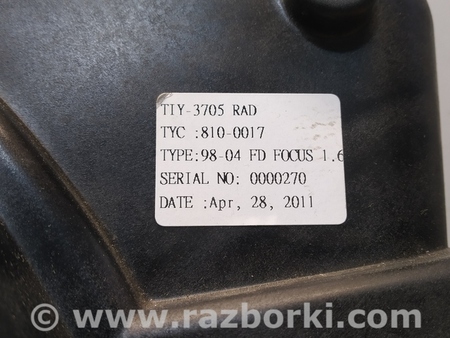 TIY-3705 RAD
TYC :810-0017
TYPE:98-04 FD FOCUS 1.6
SERIAL NO: 0000270
DATE :Apr, 28, 2011
© www.razborki.com